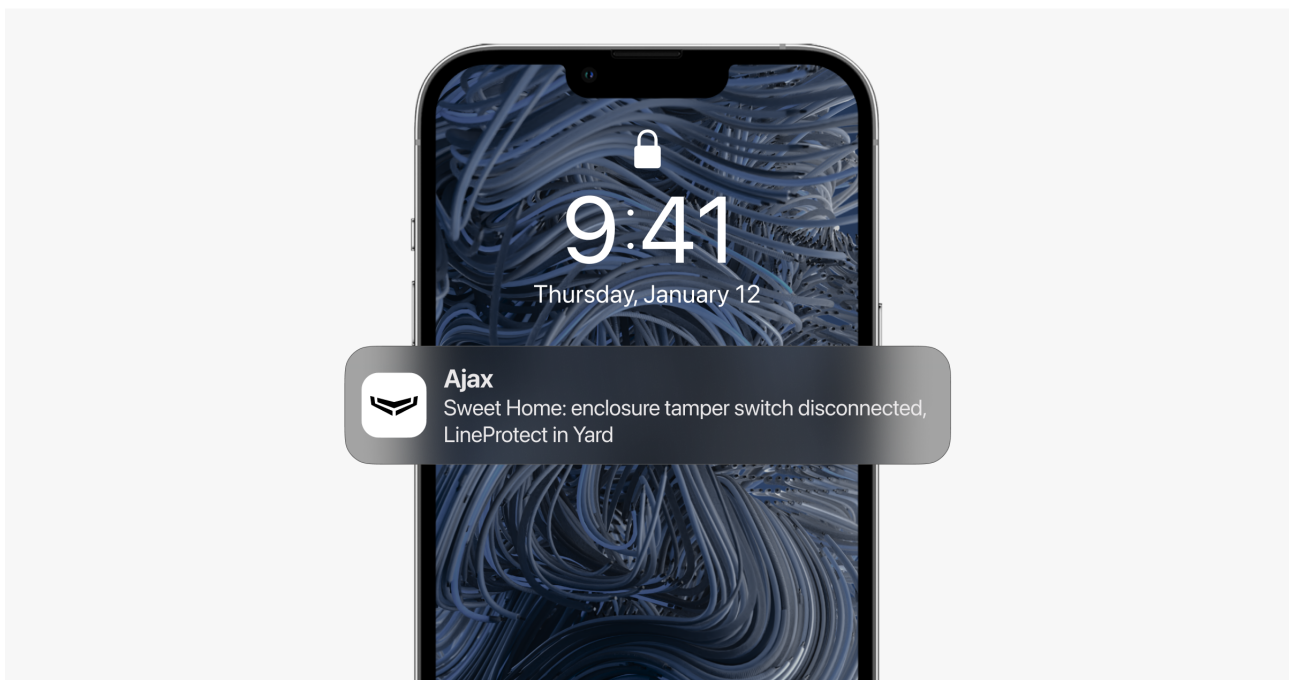 9:41
Thursday, January 12
Ajax
Sweet Home: enclosure tamper switch disconnected,
LineProtect in Yard